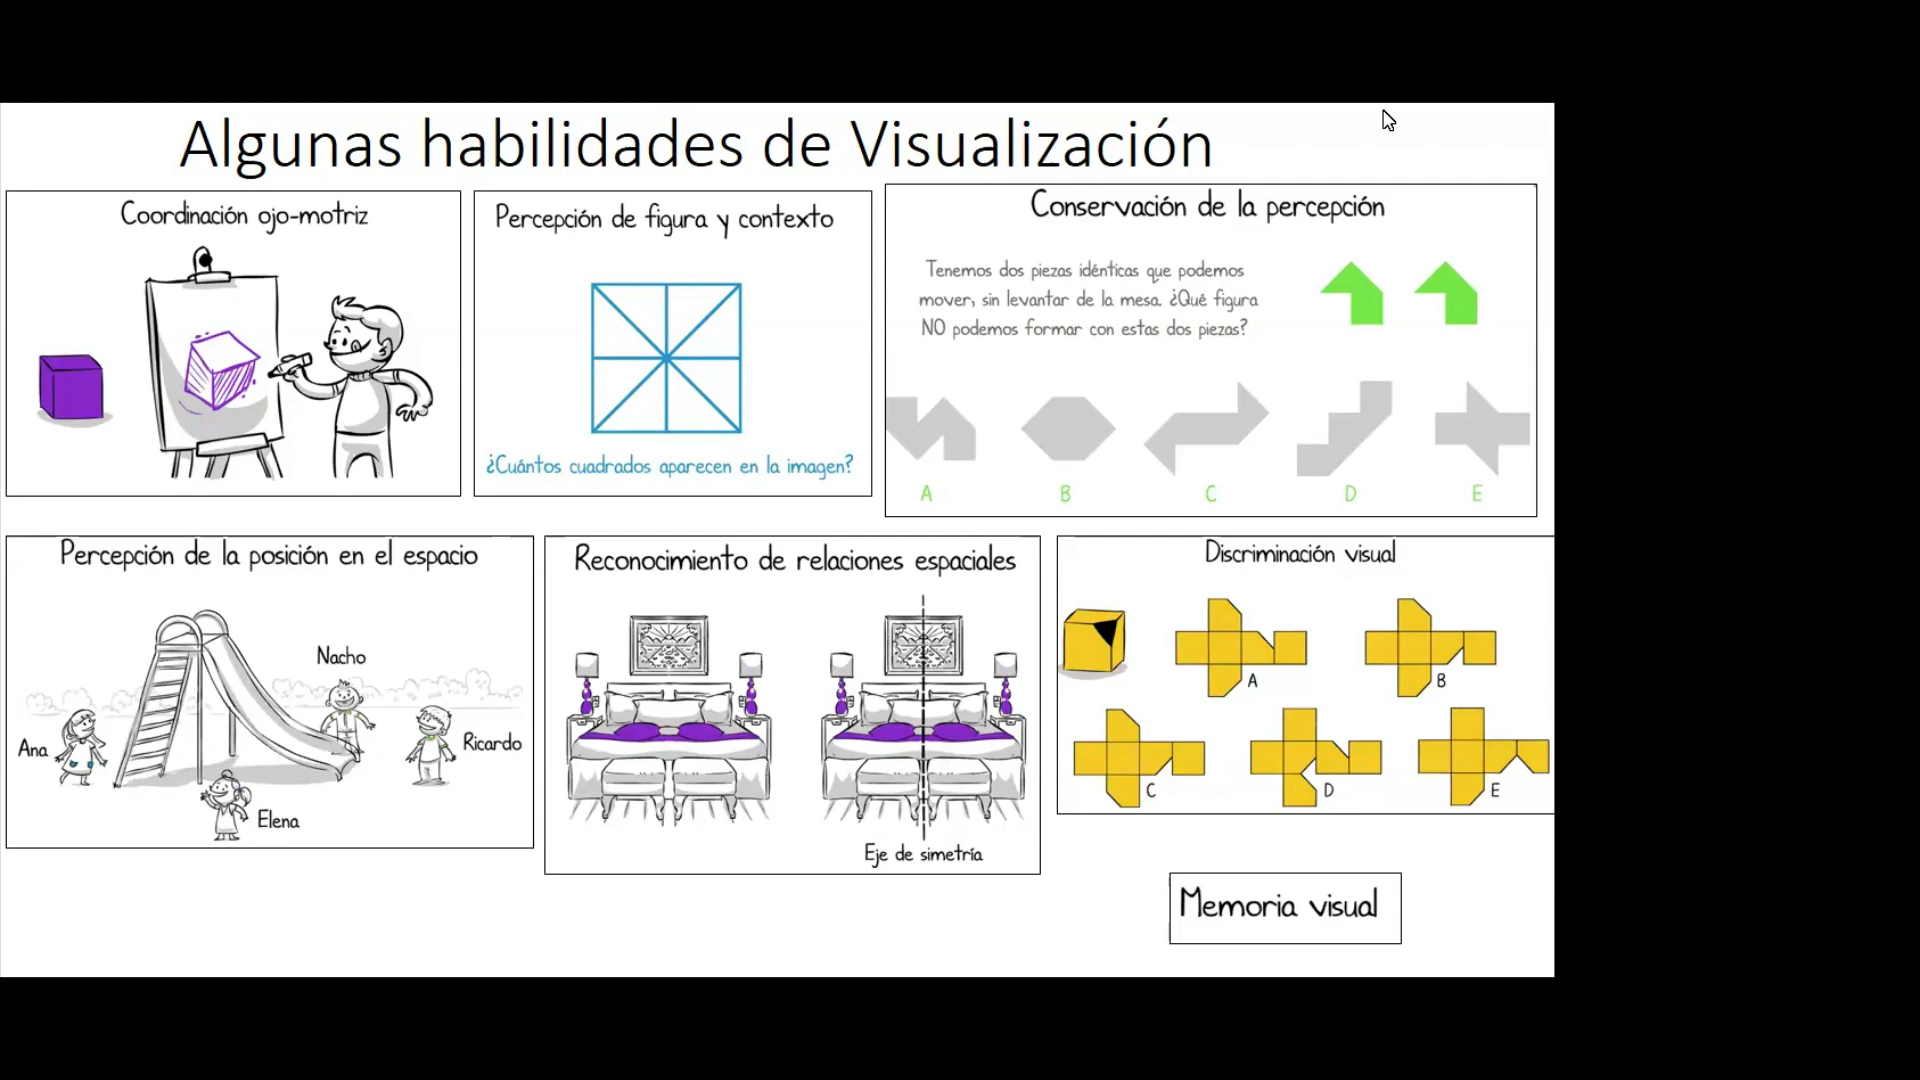 Algunas habilidades de Visualización
Coordinación ojo-motriz
Percepción de figura y contexto
¿Cuántos cuadrados aparecen en la imagen?
Conservación de la percepción
Tenemos dos piezas idénticas que podemos
mover, sin levantar de la mesa. ¿Qué figura
NO podemos formar con estas dos piezas?
A B C D E
Percepción de la posición en el espacio
Nacho
Ana
Ricardo
Elena
Reconocimiento de relaciones espaciales
Eje de simetría
Discriminación visual
A B
C D E
Memoria visual